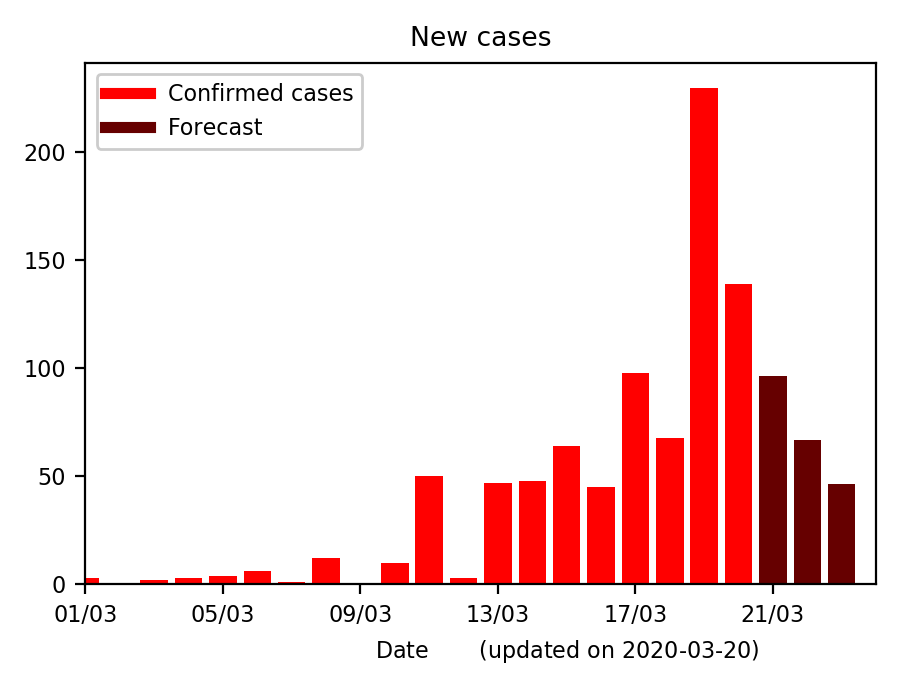 New cases
Confirmed cases
Forecast
200
150
100
50
0
01/03 05/03 09/03 13/03 17/03 21/03
Date (updated on 2020-03-20)